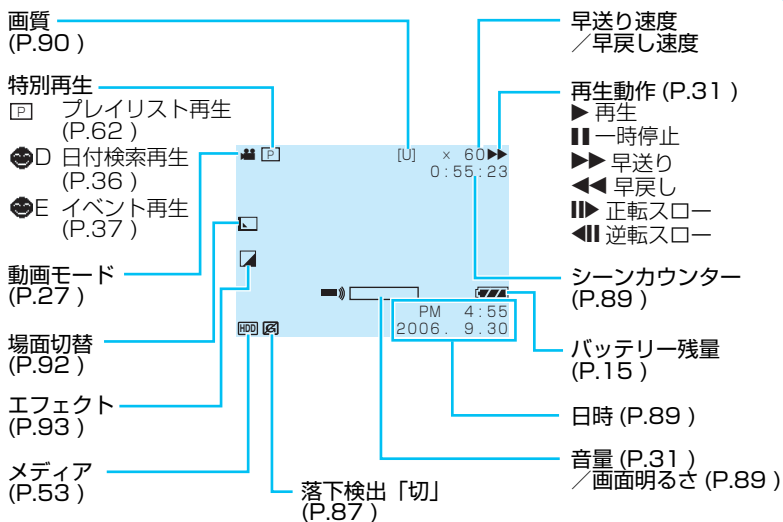 画質
(P.90 )
特別再生
P プレイリスト再生
(P.62 )
D 日付検索再生
(P.36 )
E イベント再生
(P.37 )
動画モード
(P.27 )
場面切替
(P.92 )
エフェクト
(P.93 )
メディア
(P.53 )
落下検出「切」
(P.87 )
P [U] × 60▶▶
0:55:23
PM 4:55
2006. 9.30
HDD
早送り速度
/早戻し速度
再生動作 (P.31 )
▶ 再生
▮▮ 一時停止
▶▶ 早送り
◀◀ 早戻し
▮▮▶ 正転スロー
◀▮▮ 逆転スロー
シーンカウンター
(P.89 )
バッテリー残量
(P.15 )
日時 (P.89 )
音量 (P.31 )
/画面明るさ (P.89 )